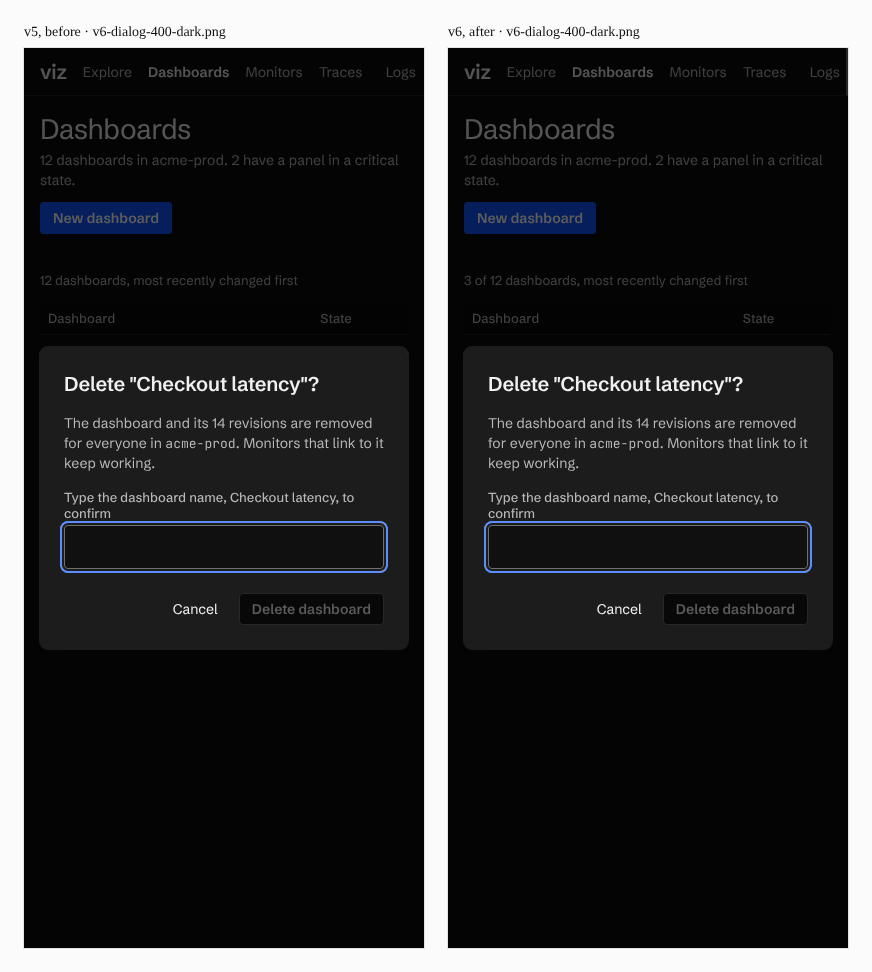 v5, before · v6-dialog-400-dark.png
viz Explore Dashboards Monitors Traces Logs
Dashboards
12 dashboards in acme-prod. 2 have a panel in a critical
state.
New dashboard
12 dashboards, most recently changed first
Dashboard State
Delete "Checkout latency"?
The dashboard and its 14 revisions are removed
for everyone in acme-prod. Monitors that link to it
keep working.
Type the dashboard name, Checkout latency, to
confirm
Cancel Delete dashboard
v6, after · v6-dialog-400-dark.png
viz Explore Dashboards Monitors Traces Logs
Dashboards
12 dashboards in acme-prod. 2 have a panel in a critical
state.
New dashboard
3 of 12 dashboards, most recently changed first
Dashboard State
Delete "Checkout latency"?
The dashboard and its 14 revisions are removed
for everyone in acme-prod. Monitors that link to it
keep working.
Type the dashboard name, Checkout latency, to
confirm
Cancel Delete dashboard